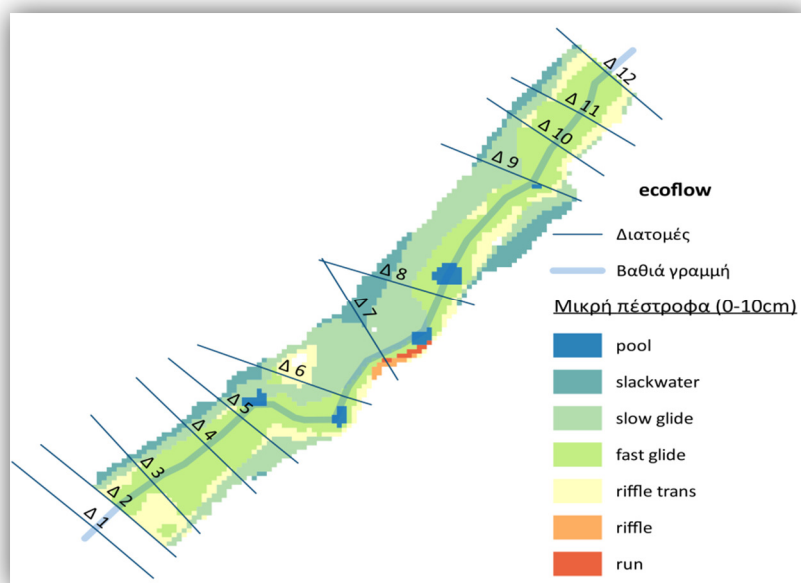 Δ 12
Δ 11
Δ 10
Δ 9
Δ 8
Δ 7
Δ 6
Δ 5
Δ 4
Δ 3
Δ 2
Δ 1
ecoflow
Διατομές
Βαθιά γραμμή
Μικρή πέστροφα (0-10cm)
pool
slackwater
slow glide
fast glide
riffle trans
riffle
run